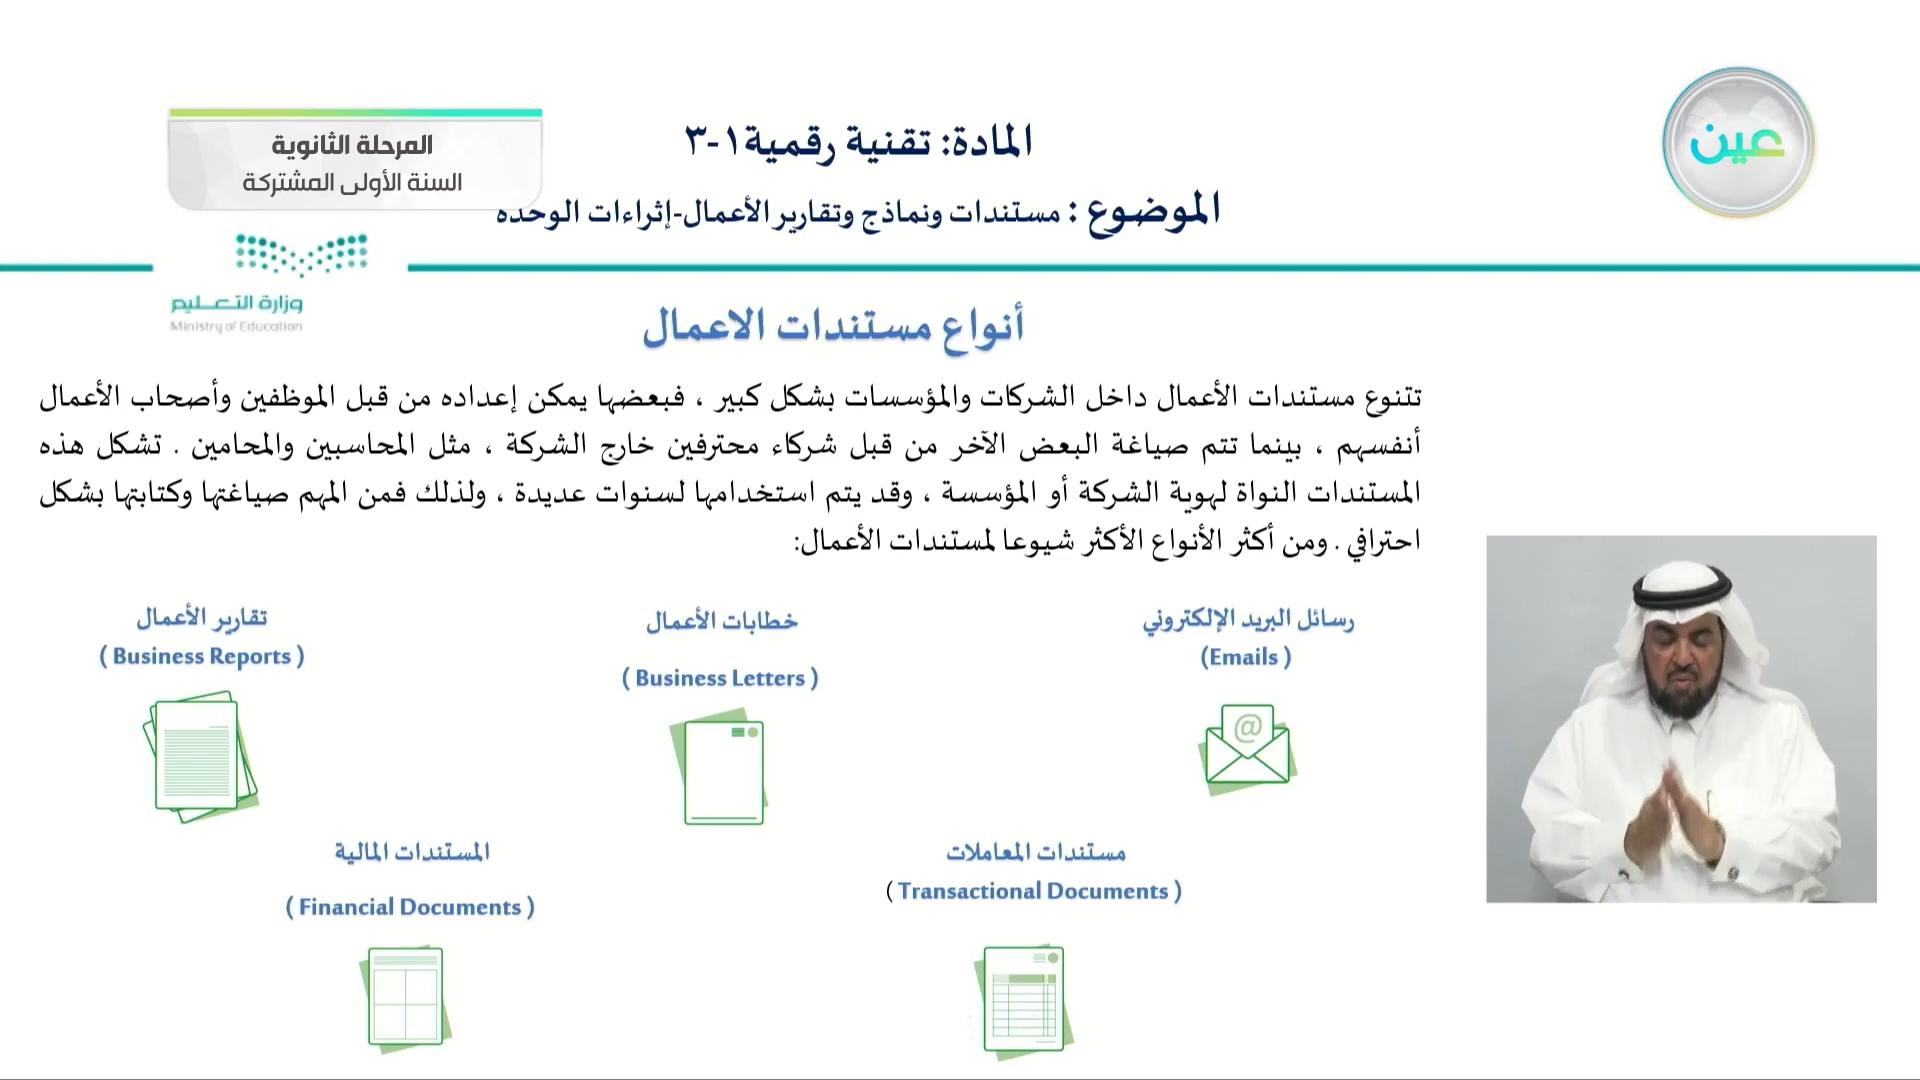 عين
المادة: تقنية رقمية١-٣
المرحلة الثانوية
السنة الأولى المشتركة
الموضوع : مستندات ونماذج وتقارير الأعمال-إثراءات الوحدة
وزارة التعليم
Ministry of Education
أنواع مستندات الاعمال
تتنوع مستندات الأعمال داخل الشركات والمؤسسات بشكل كبير ، فبعضها يمكن إعداده من قبل الموظفين وأصحاب الأعمال
أنفسهم ، بينما تتم صياغة البعض الآخر من قبل شركاء محترفين خارج الشركة ، مثل المحاسبين والمحامين . تشكل هذه
المستندات النواة لهوية الشركة أو المؤسسة ، وقد يتم استخدامها لسنوات عديدة ، ولذلك فمن المهم صياغتها وكتابتها بشكل
احترافي . ومن أكثر الأنواع الأكثر شيوعا لمستندات الأعمال:
رسائل البريد الإلكتروني
(Emails )
خطابات الأعمال
( Business Letters )
تقارير الأعمال
( Business Reports )
@
مستندات المعاملات
( Transactional Documents )
المستندات المالية
( Financial Documents )